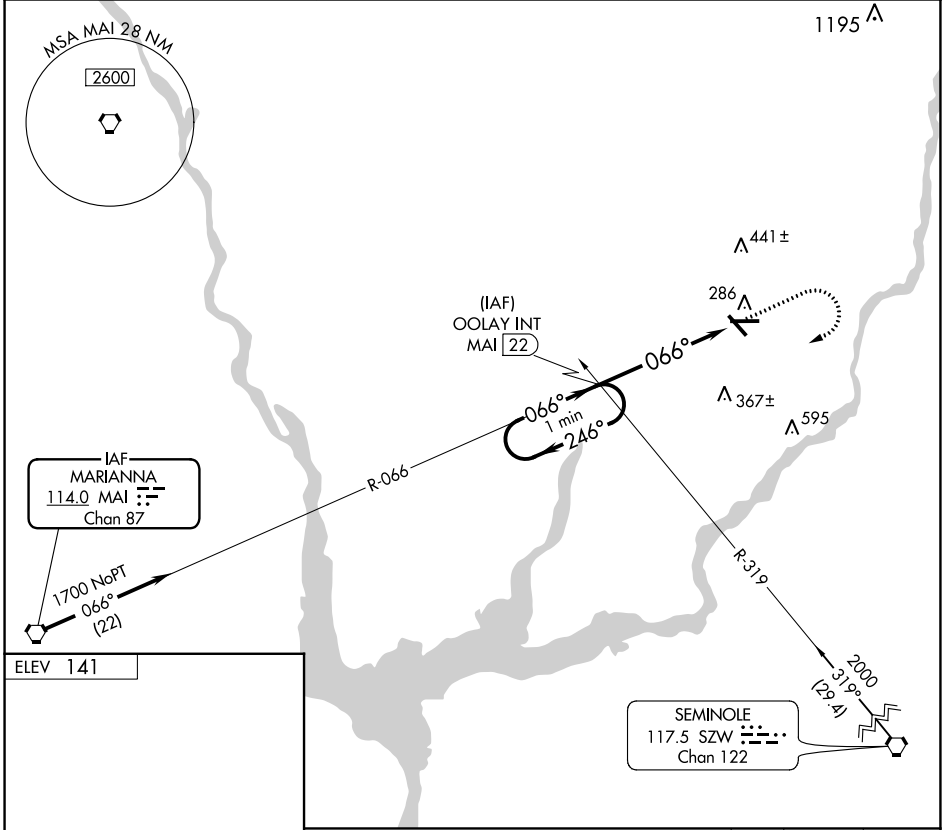 1195
MSA MAI 28 NM
2600
441±
286
(IAF)
OOLAY INT
MAI 22
066°
066°
1 min
246°
367±
595
IAF
MARIANNA
114.0 MAI
Chan 87
R-066
R-319
1700 NoPT
066°
(22)
ELEV 141
2000
319°
(29.4)
SEMINOLE
117.5 SZW
Chan 122